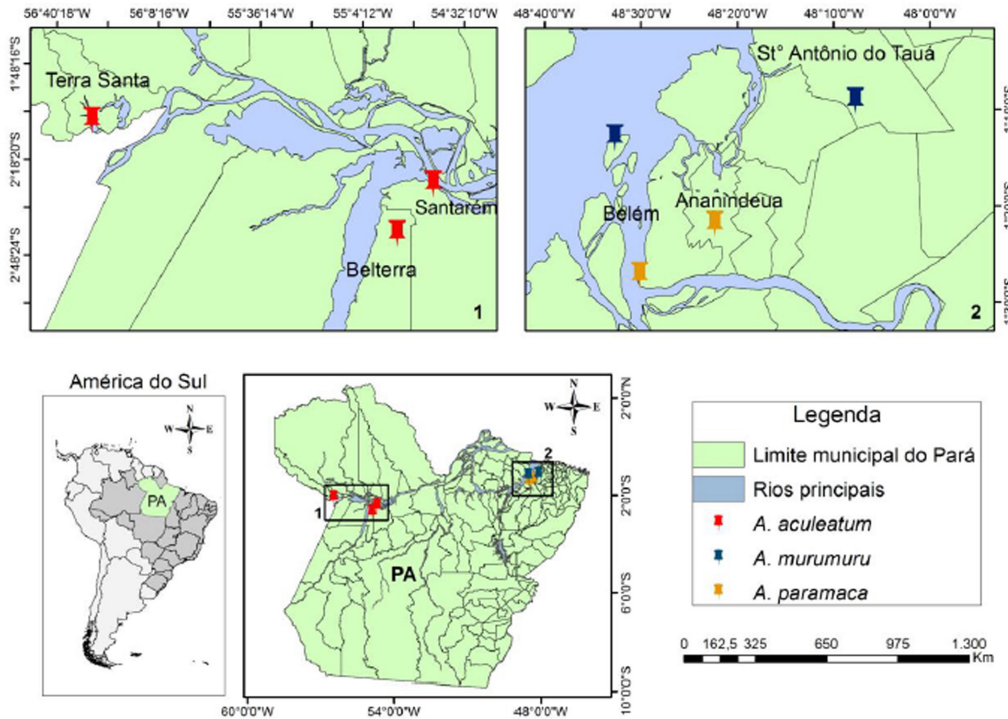 56°40'18"W 56°8'16"W 55°36'14"W 55°4'12"W 54°32'10"W
48°40'0"W 48°30'0"W 48°20'0"W 48°10'0"W 48°0'0"W
1°48'16"S
2°18'20"S
2°48'24"S
Terra Santa
Santarém
Belterra
1
Stº Antônio do Tauá
Ananindeua
Belém
2
América do Sul
N
W E
S
PA
N
W E
S
2
1
PA
2°0'0"N
2°0'0"S
6°0'0"S
10°0'0"S
60°0'0"W 54°0'0"W 48°0'0"W
Legenda
Limite municipal do Pará
Rios principais
A. aculeatum
A. murumuru
A. paramaca
0 162,5 325 650 975 1.300
Km